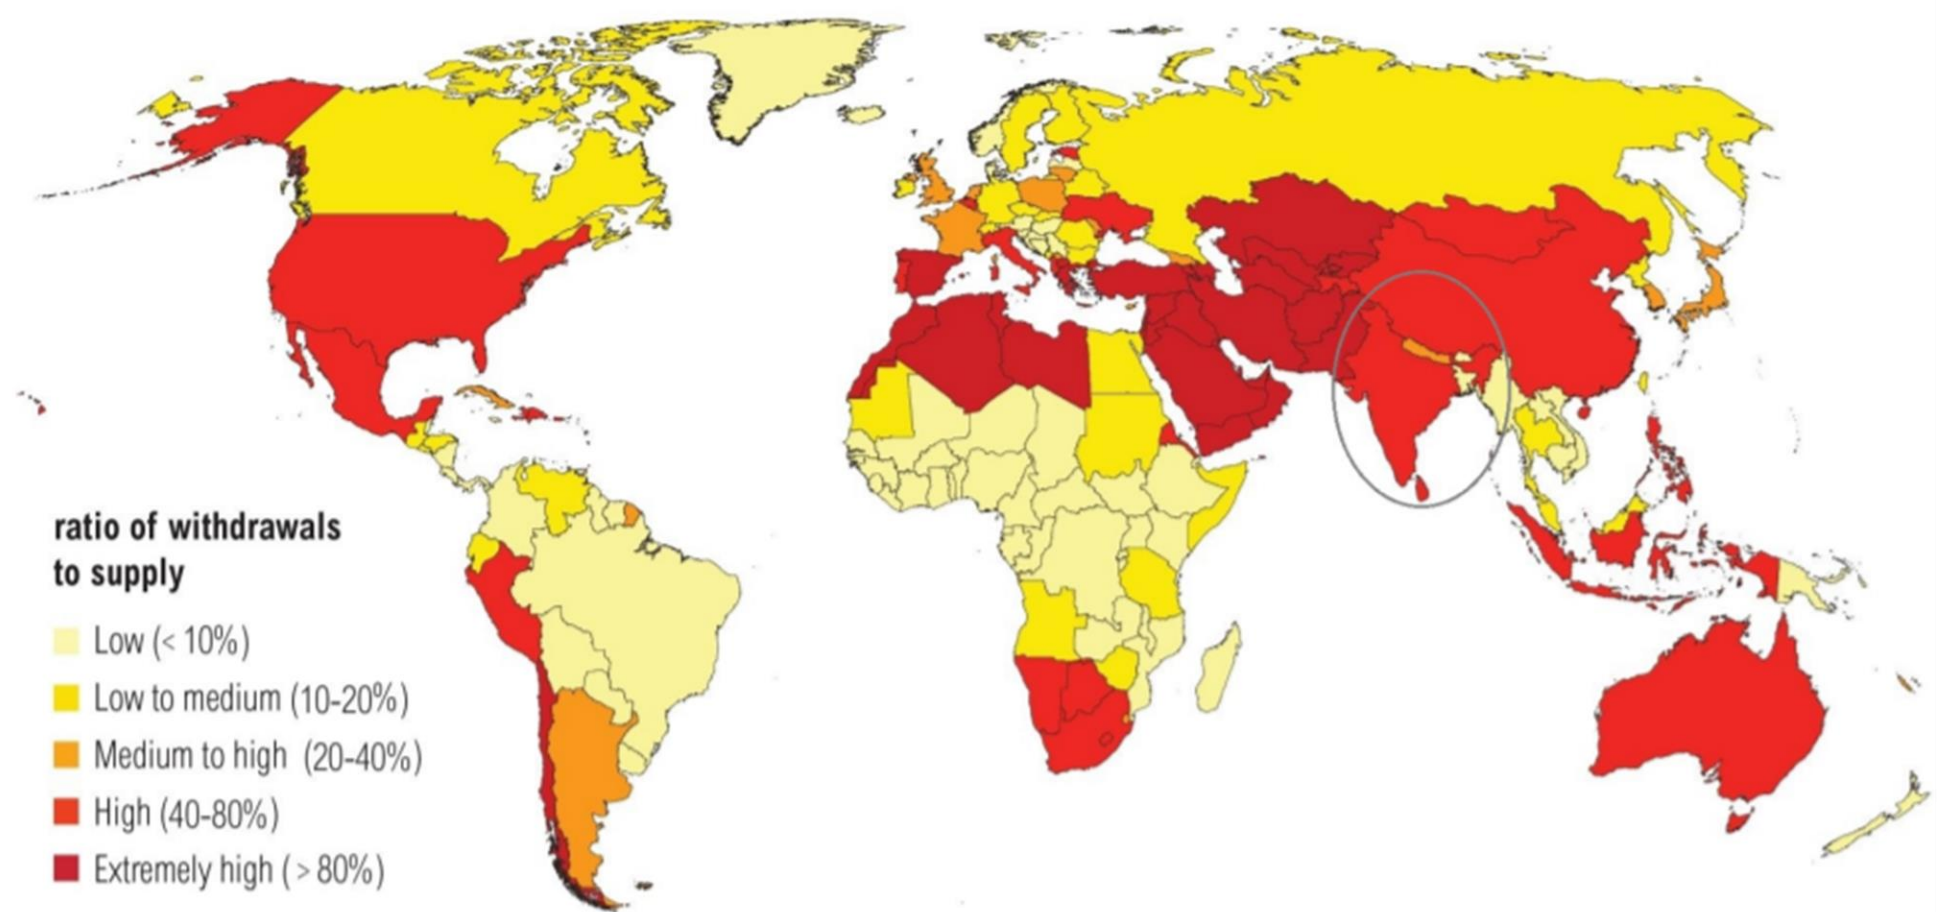 ratio of withdrawals
to supply
Low (< 10%)
Low to medium (10-20%)
Medium to high (20-40%)
High (40-80%)
Extremely high ( > 80%)